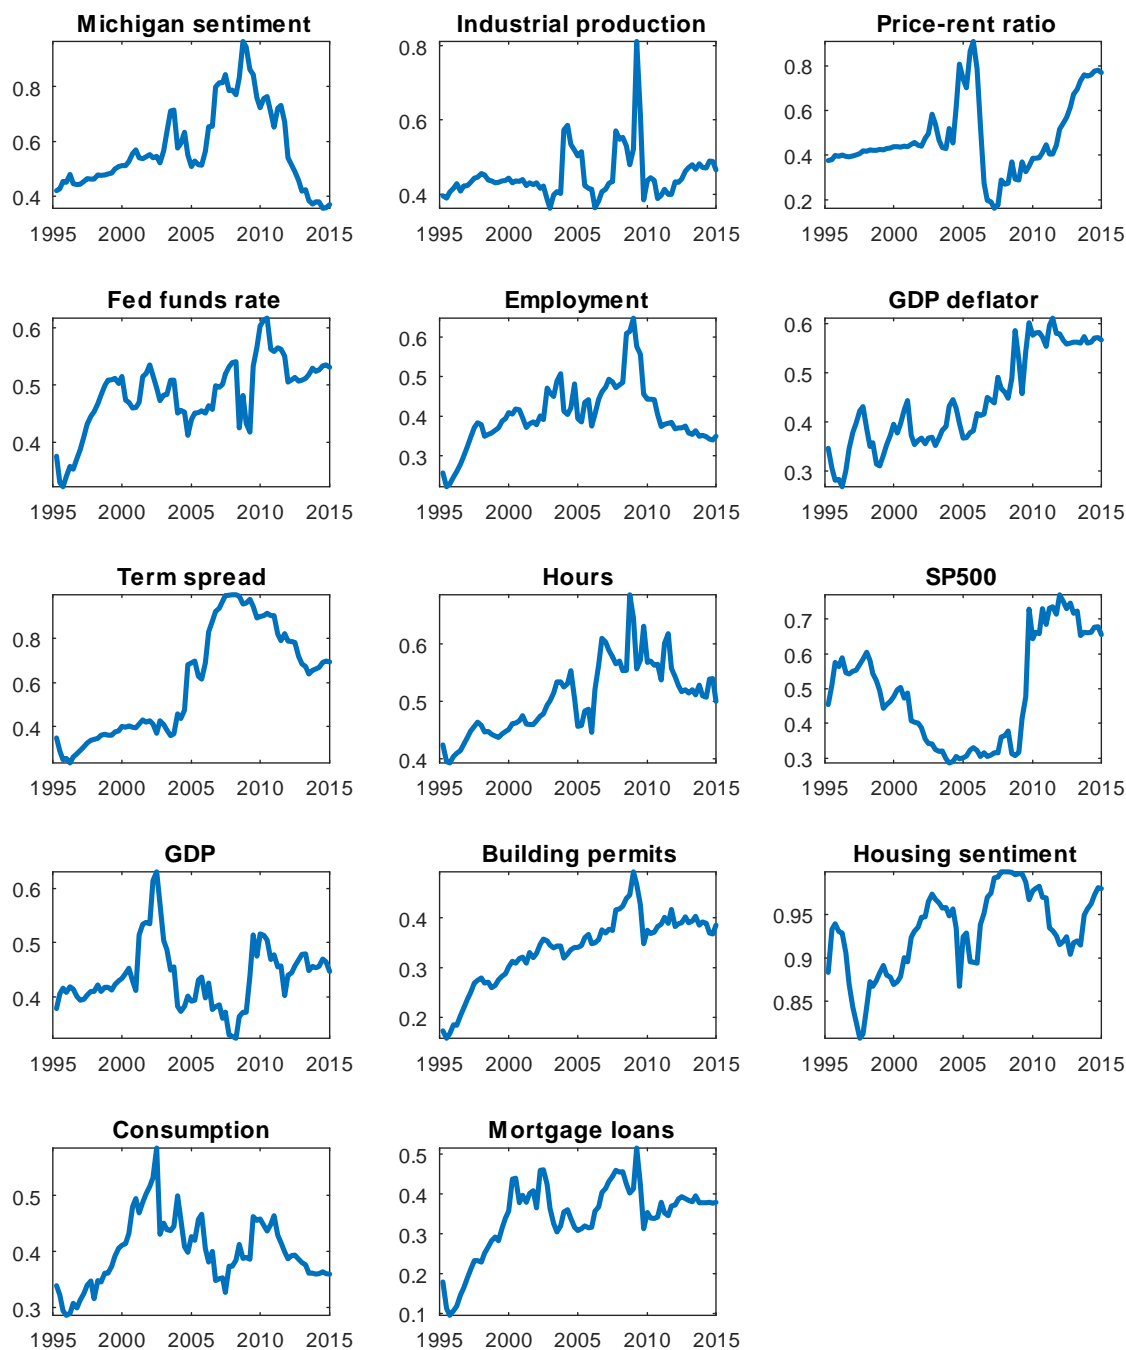 Michigan sentiment
Industrial production
Price-rent ratio
0.8
0.6
0.4
1995 2000 2005 2010 2015
0.8
0.6
0.4
1995 2000 2005 2010 2015
0.8
0.6
0.4
0.2
1995 2000 2005 2010 2015
Fed funds rate
Employment
GDP deflator
0.6
0.5
0.4
1995 2000 2005 2010 2015
0.6
0.5
0.4
0.3
1995 2000 2005 2010 2015
0.6
0.5
0.4
0.3
1995 2000 2005 2010 2015
Term spread
Hours
SP500
0.8
0.6
0.4
1995 2000 2005 2010 2015
0.6
0.5
0.4
1995 2000 2005 2010 2015
0.7
0.6
0.5
0.4
0.3
1995 2000 2005 2010 2015
GDP
Building permits
Housing sentiment
0.6
0.5
0.4
1995 2000 2005 2010 2015
0.4
0.3
0.2
1995 2000 2005 2010 2015
0.95
0.9
0.85
1995 2000 2005 2010 2015
Consumption
Mortgage loans
0.5
0.4
0.3
1995 2000 2005 2010 2015
0.5
0.4
0.3
0.2
0.1
1995 2000 2005 2010 2015